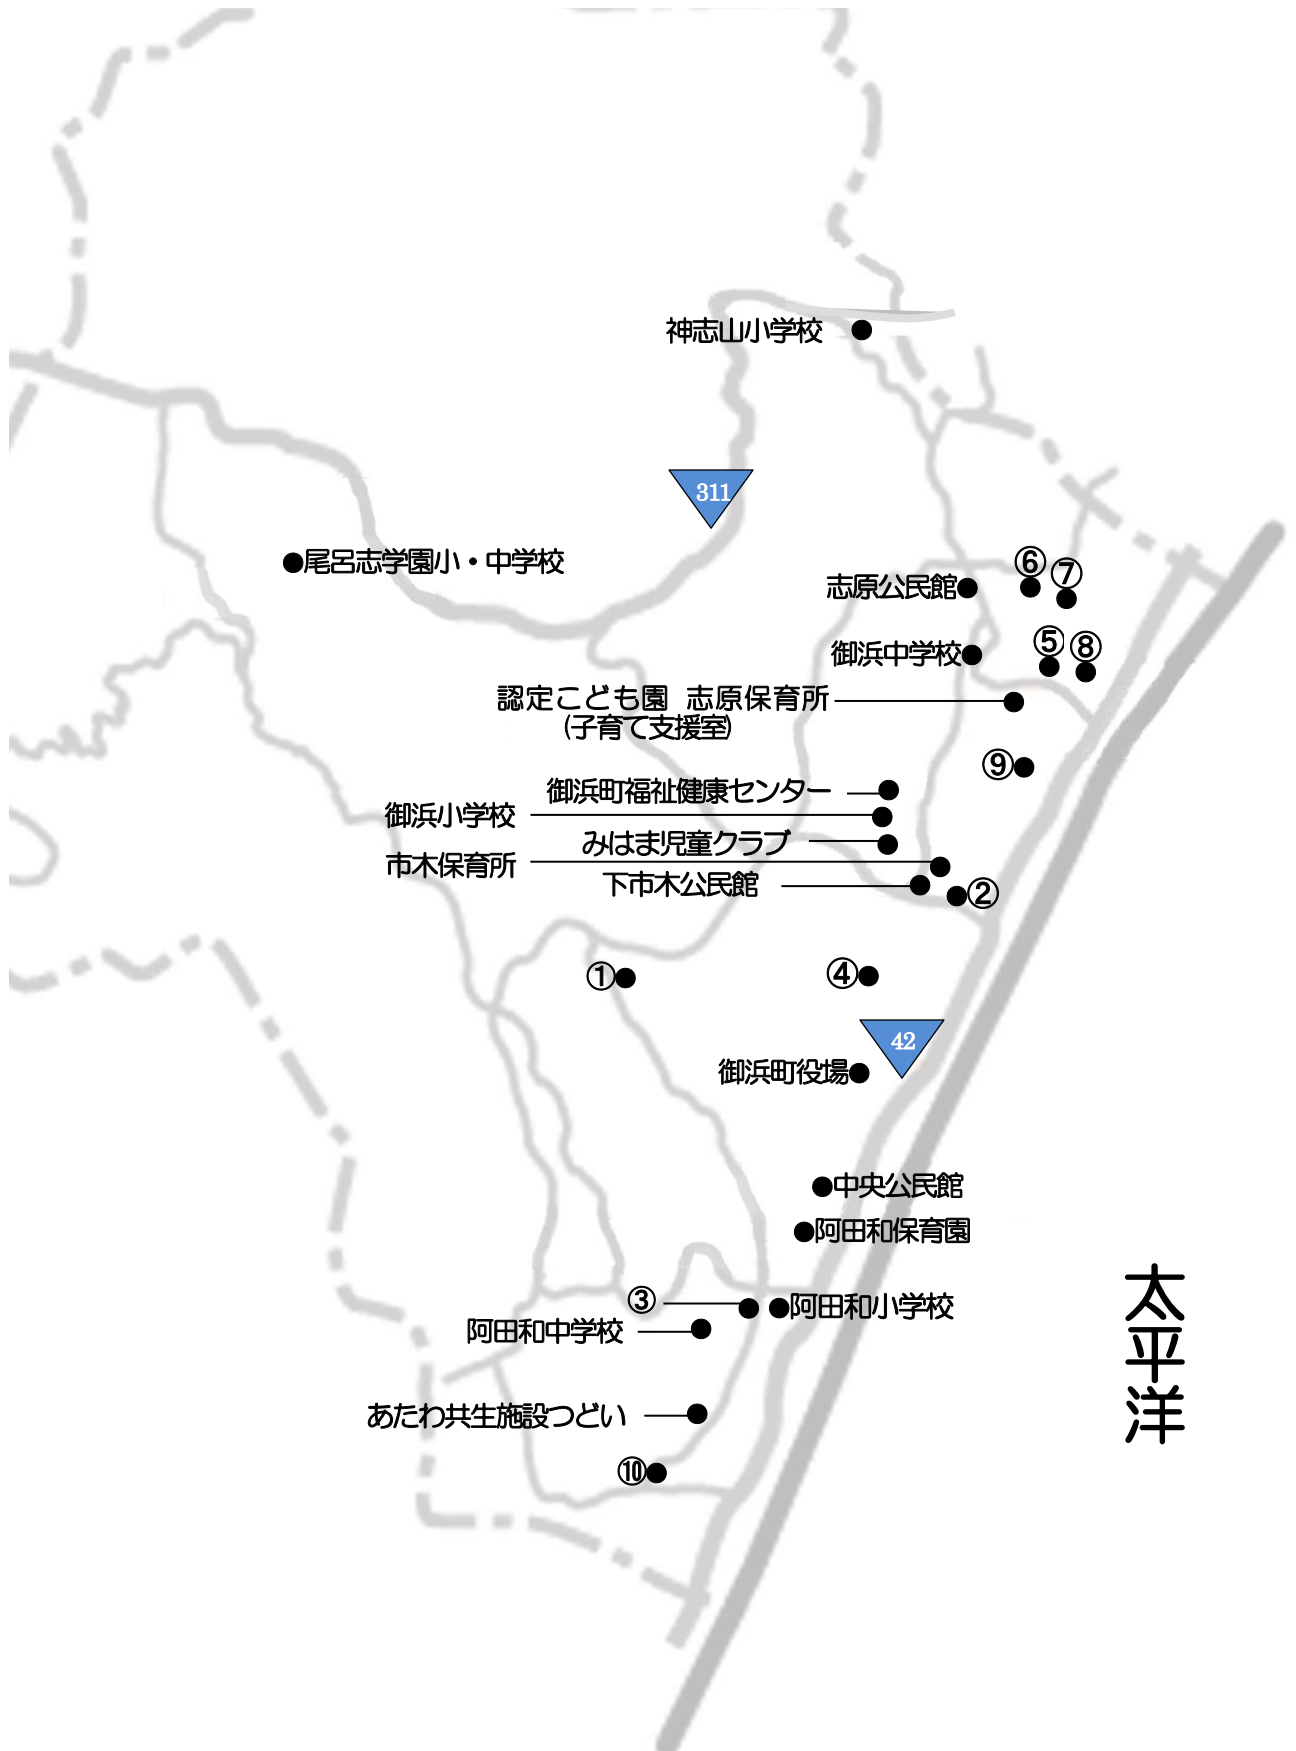 神志山小学校
311
尾呂志学園小・中学校
⑥
⑦
志原公民館
⑤
⑧
御浜中学校
認定こども園 志原保育所
(子育て支援室)
⑨
御浜町福祉健康センター
御浜小学校
みはま児童クラブ
市木保育所
下市木公民館
②
①
④
42
御浜町役場
中央公民館
阿田和保育園
太平洋
③
阿田和小学校
阿田和中学校
あたわ共生施設つどい
⑩